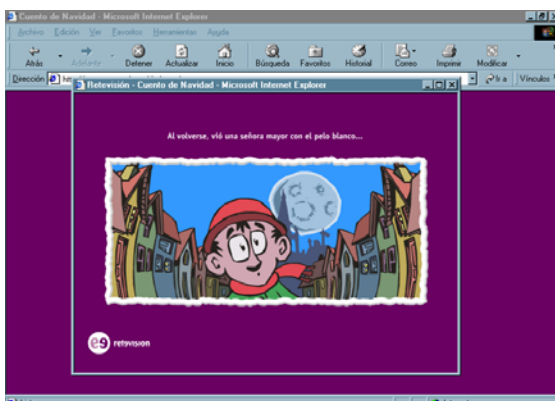 Cuento de Navidad - Microsoft Internet Explorer
Archivo Edición Ver Favoritos Herramientas Ayuda
Atrás Adelante Detener Actualizar Inicio Búsqueda Favoritos Historial Correo Imprimir Modificar
Dirección Ir a Vínculos
Retevisión - Cuento de Navidad - Microsoft Internet Explorer
Al volverse, vió una señora mayor con el pelo blanco...
retevision